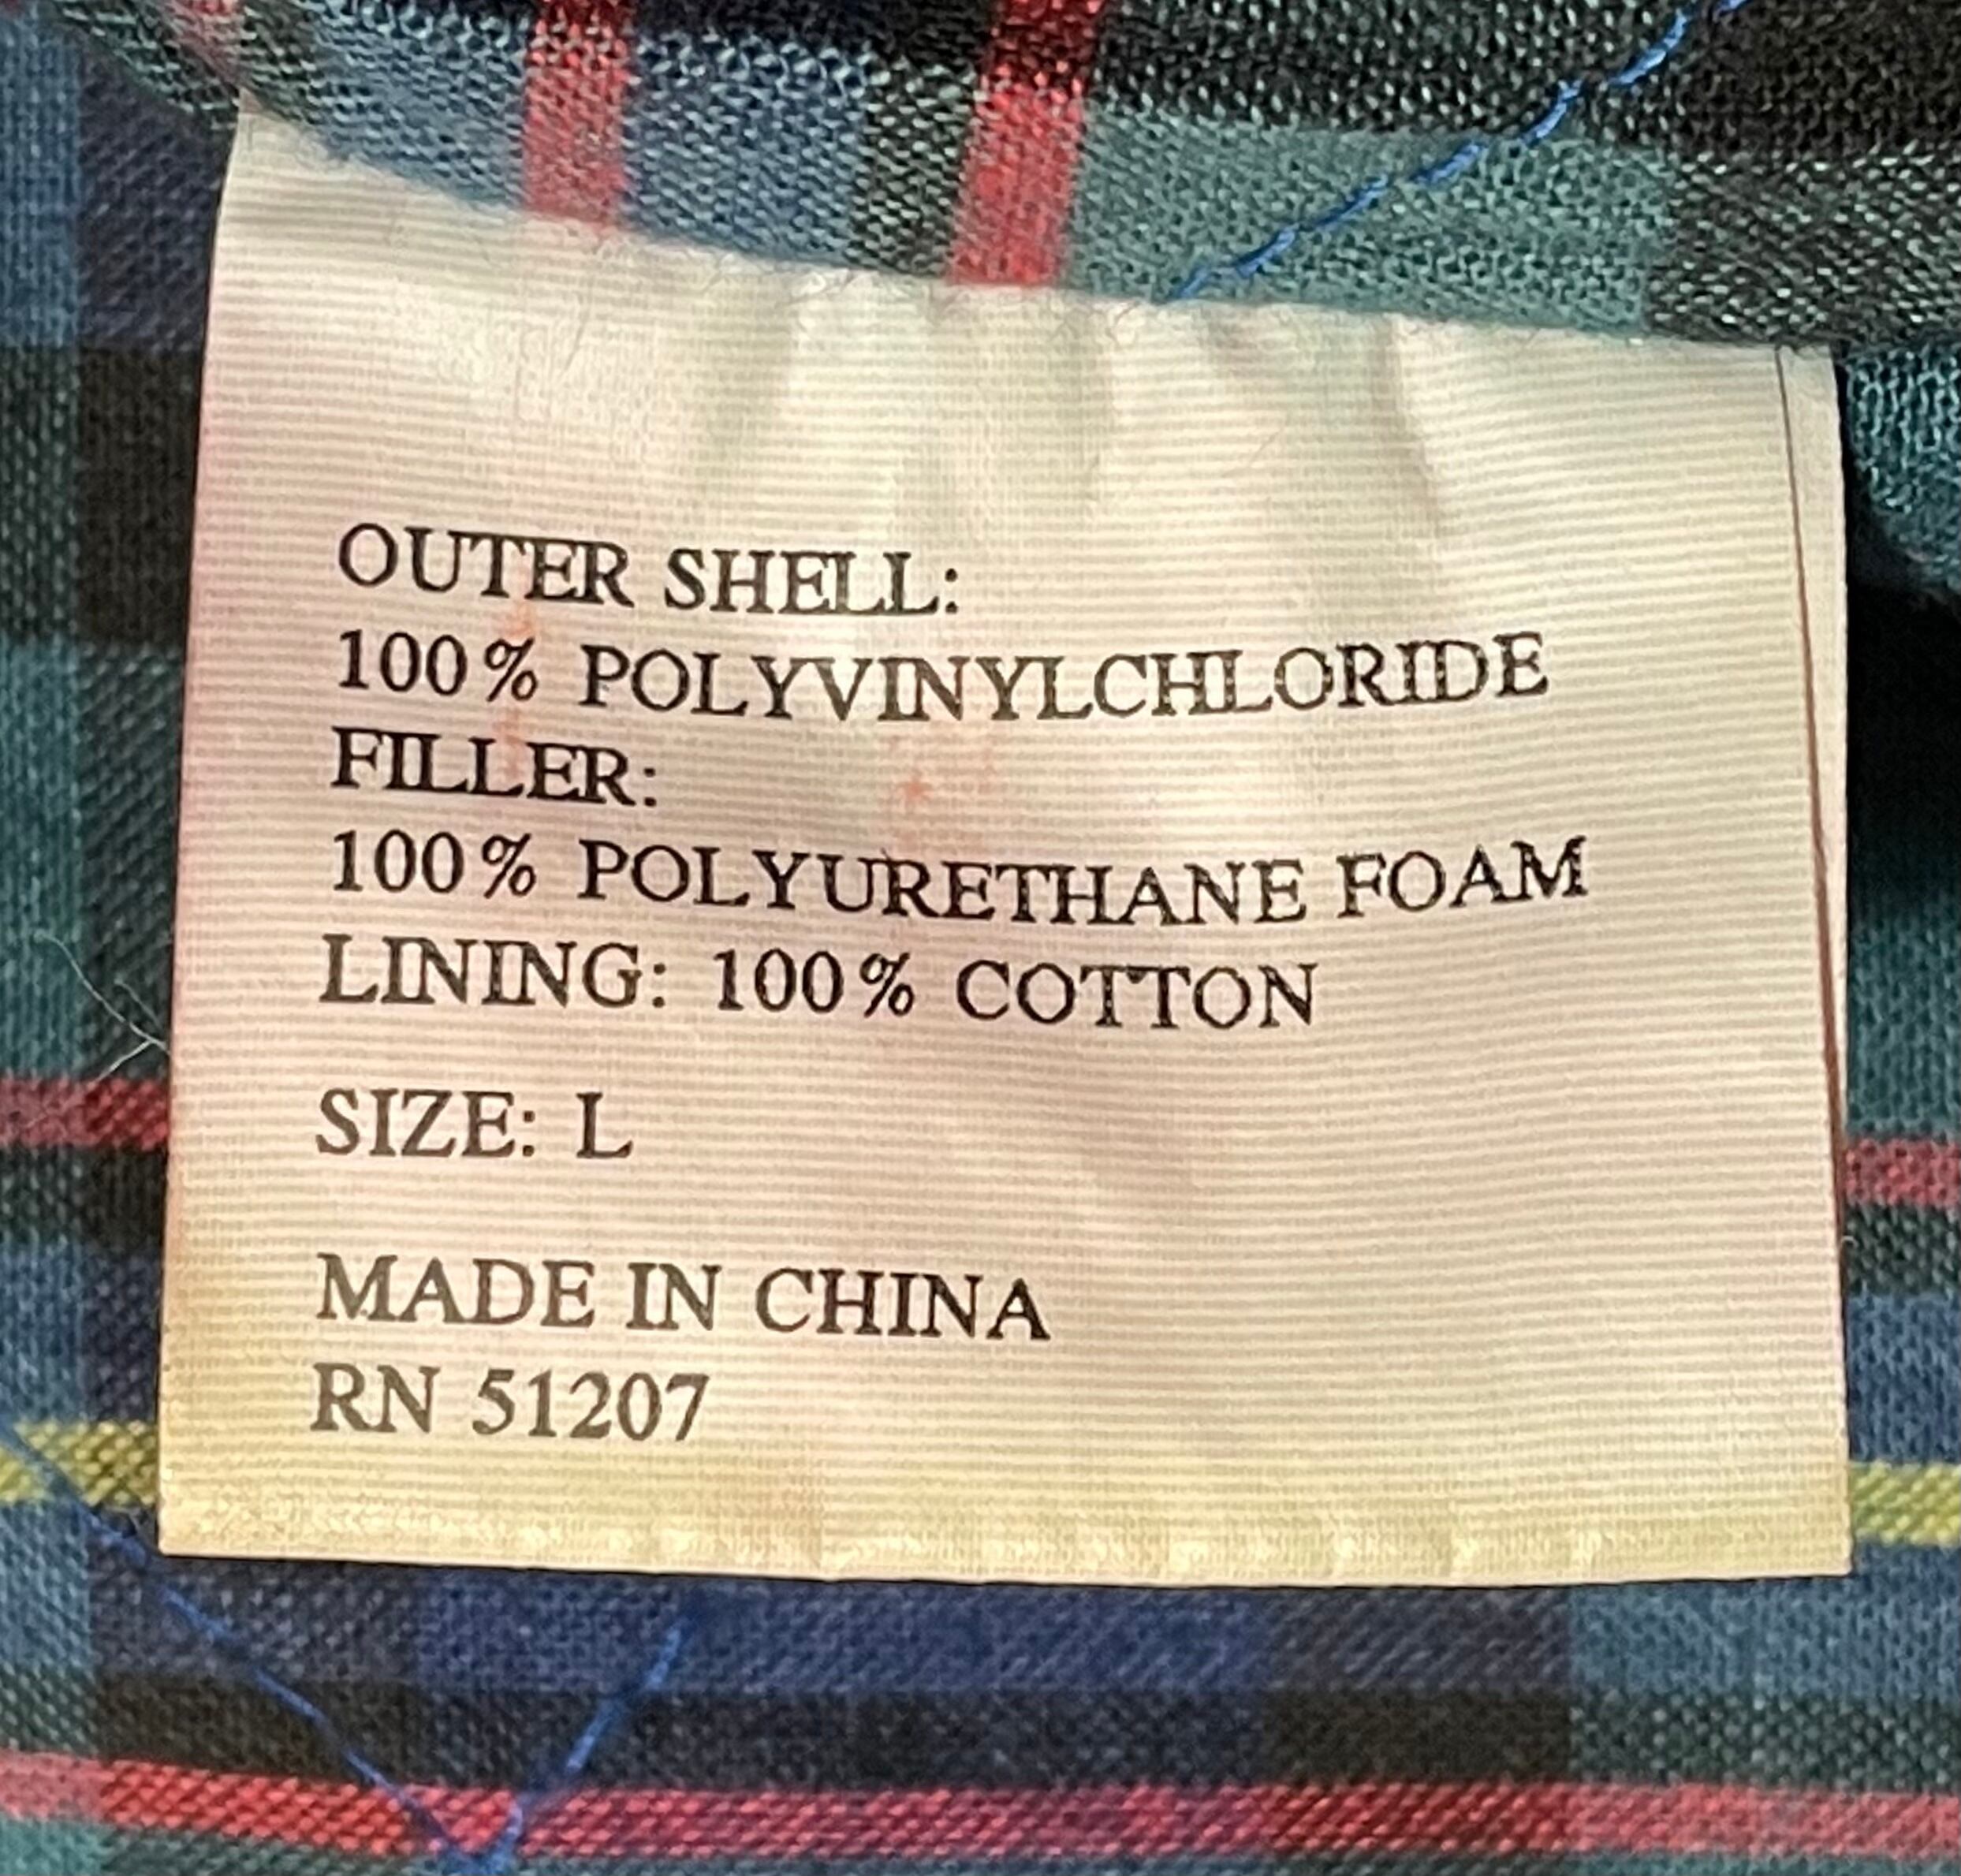 OUTER SHELL:
100% POLYVINYLCHLORIDE
FILLER:
100% POLYURETHANE FOAM
LINING: 100% COTTON
SIZE: L
MADE IN CHINA
RN 51207